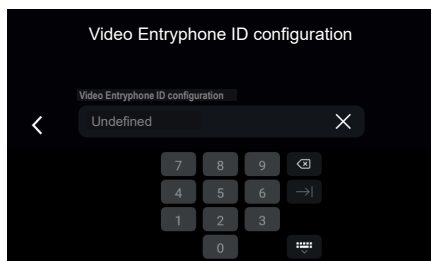 Video Entryphone ID configuration
Video Entryphone ID configuration
Undefined
7 8 9
4 5 6
1 2 3
0